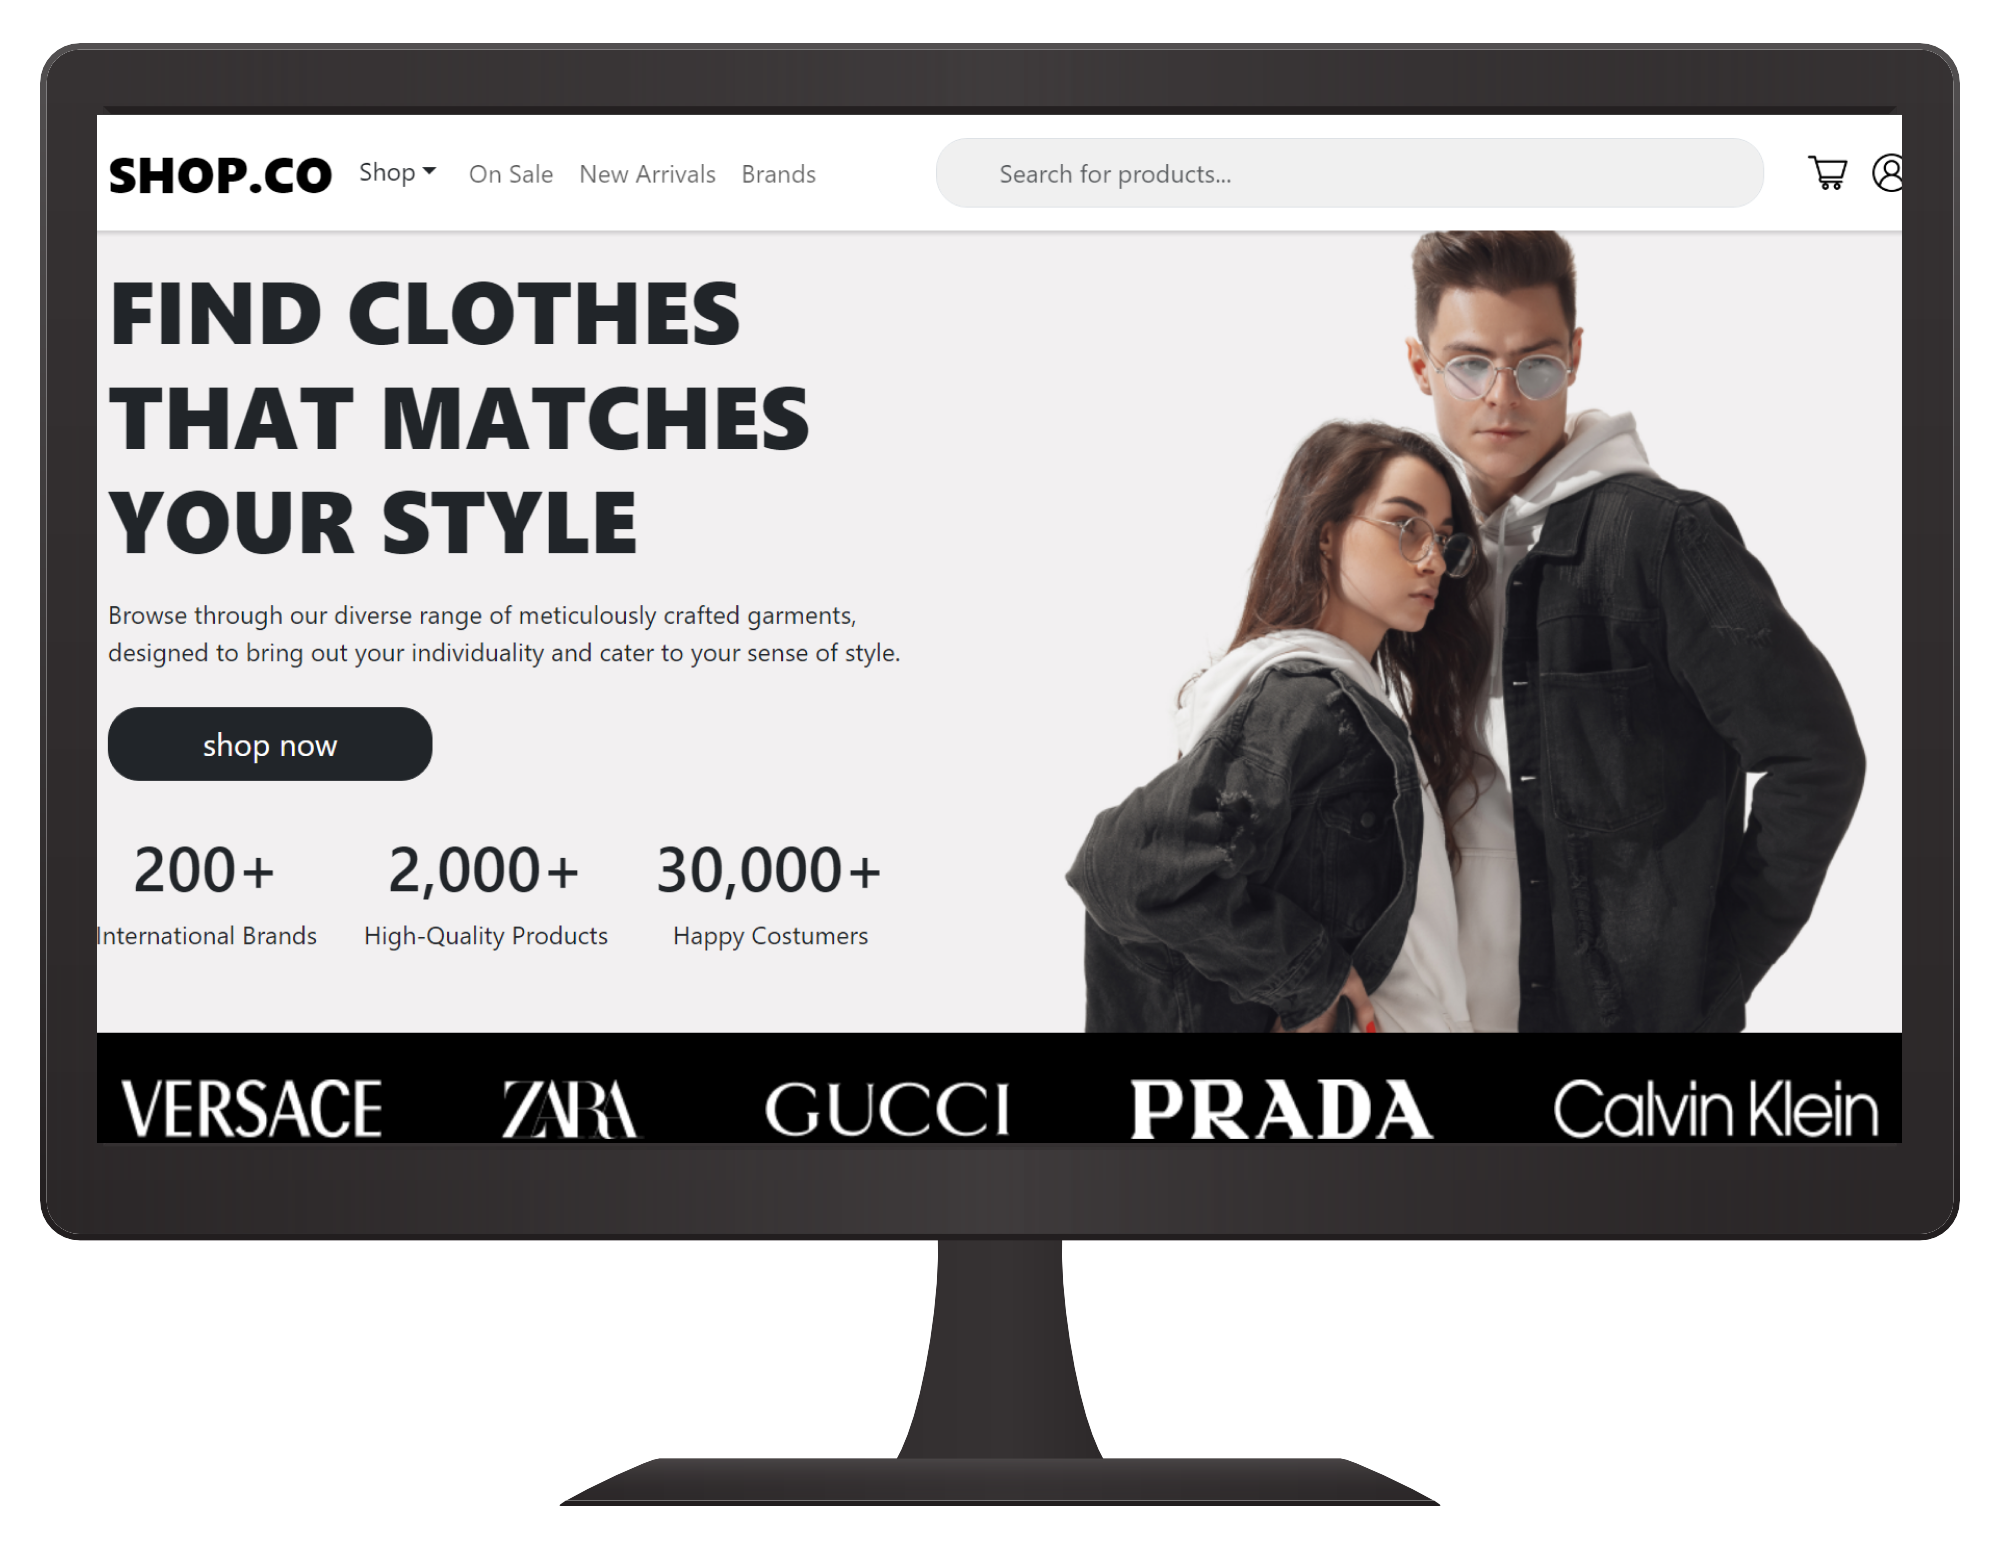 SHOP.CO Shop On Sale New Arrivals Brands Search for products...
FIND CLOTHES
THAT MATCHES
YOUR STYLE
Browse through our diverse range of meticulously crafted garments,
designed to bring out your individuality and cater to your sense of style.
shop now
200+ 2,000+ 30,000+
International Brands High-Quality Products Happy Costumers
VERSACE ZARA GUCCI PRADA Calvin Klein